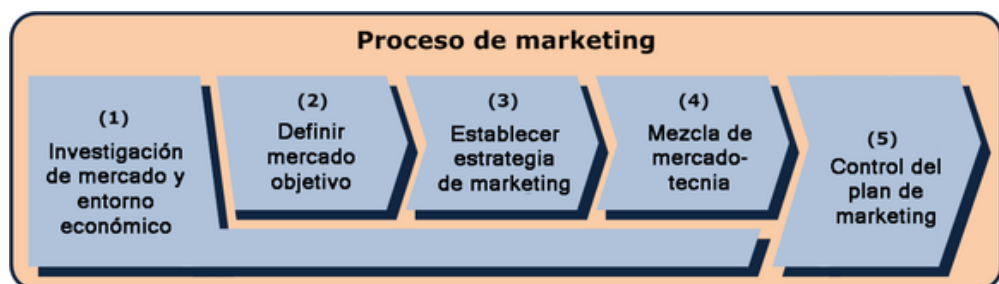 Proceso de marketing
(1)
Investigación
de mercado y
entorno
económico
(2)
Definir
mercado
objetivo
(3)
Establecer
estrategia
de marketing
(4)
Mezcla de
mercado-
tecnia
(5)
Control del
plan de
marketing